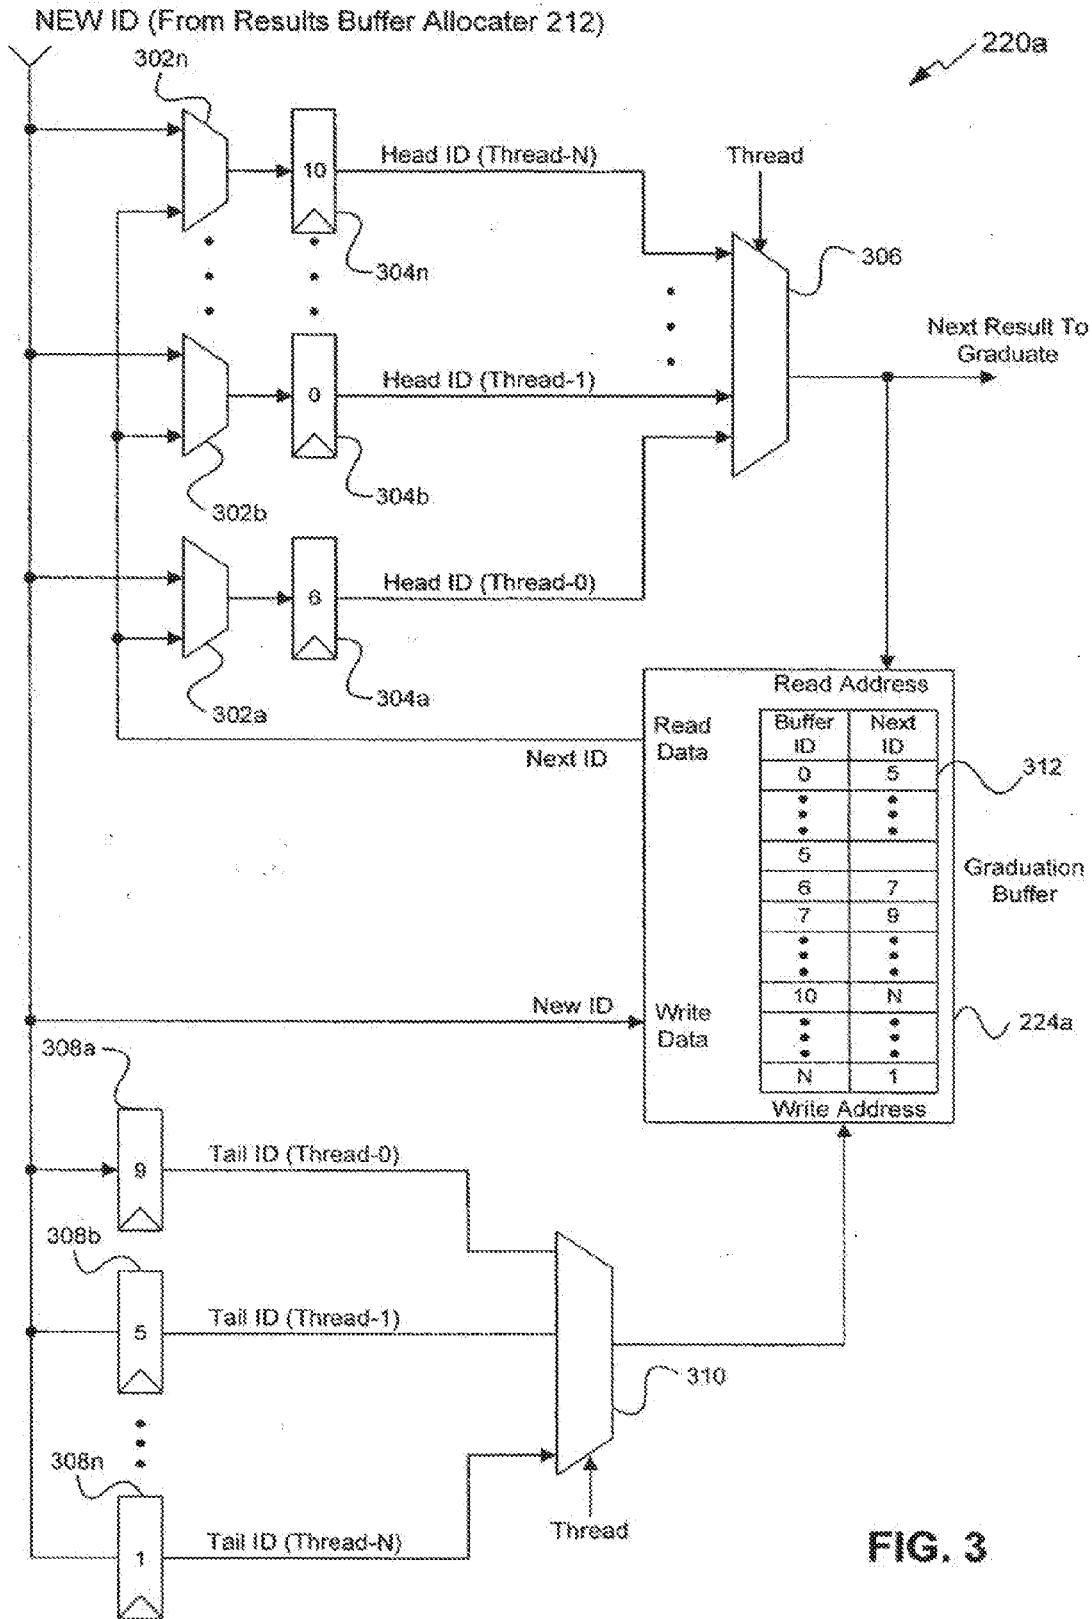 NEW ID (From Results Buffer Allocater 212)
220a
302n
10
Head ID (Thread-N)
Thread
304n
306
Next Result To
Graduate
0
Head ID (Thread-1)
304b
302b
6
Head ID (Thread-0)
304a
302a
Read Address
Read
Data
Next ID
Buffer
ID
Next
ID
0 5
312
5
6 7
7 9
10 N
N 1
Graduation
Buffer
New ID
Write
Data
224a
Write Address
308a
9
Tail ID (Thread-0)
308b
5
Tail ID (Thread-1)
310
308n
1
Tail ID (Thread-N)
Thread
FIG. 3